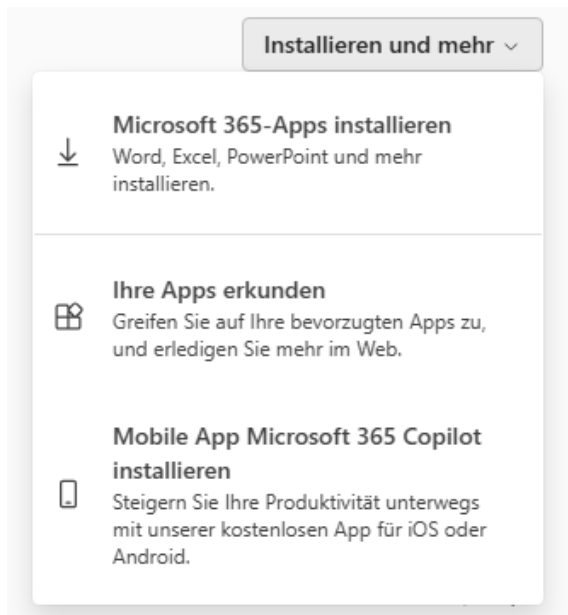 Installieren und mehr
Microsoft 365-Apps installieren
Word, Excel, PowerPoint und mehr
installieren.
Ihre Apps erkunden
Greifen Sie auf Ihre bevorzugten Apps zu,
und erledigen Sie mehr im Web.
Mobile App Microsoft 365 Copilot
installieren
Steigern Sie Ihre Produktivität unterwegs
mit unserer kostenlosen App für iOS oder
Android.